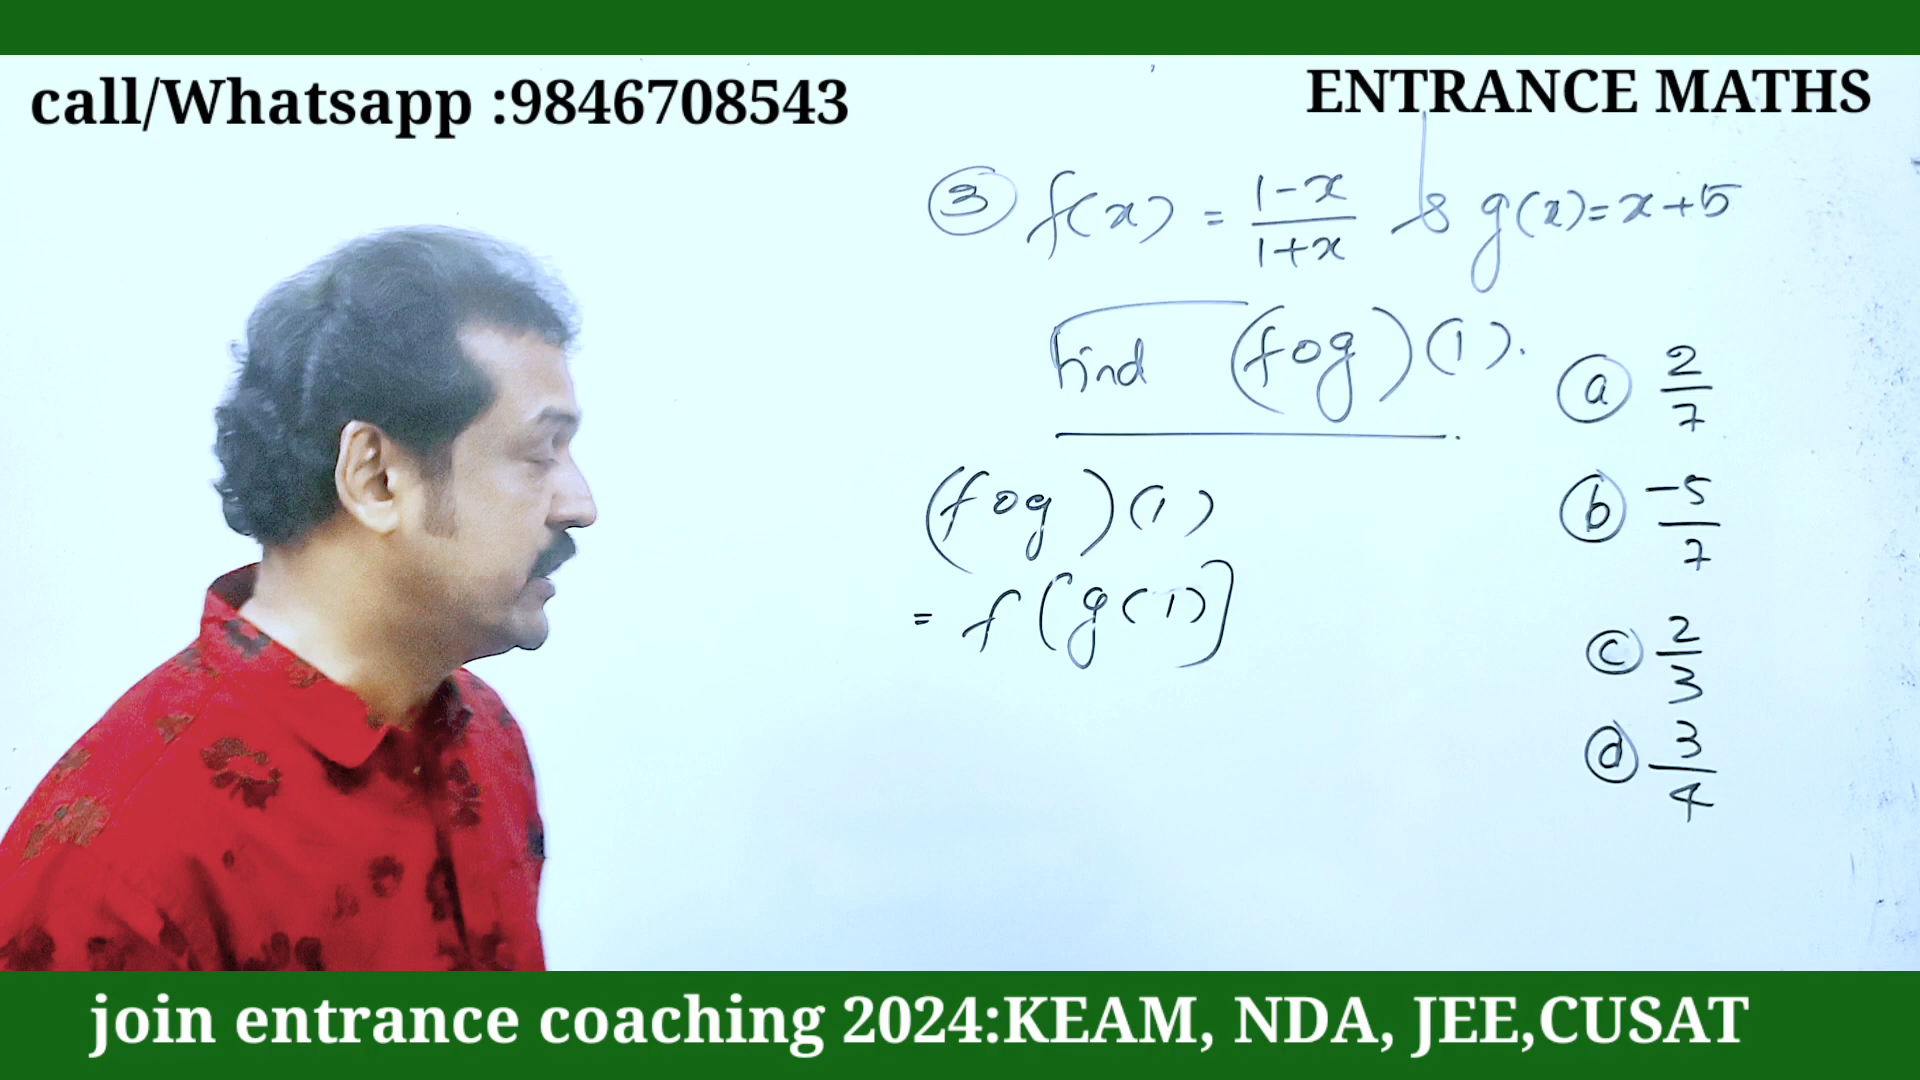 call/Whatsapp :9846708543
ENTRANCE MATHS
③ f(x) = (1-x)/(1+x) & g(x)=x+5
find (fog)(1).
(fog)(1)
= f[g(1)]
ⓐ 2/7
ⓑ -5/7
ⓒ 2/3
ⓓ 3/4
join entrance coaching 2024:KEAM, NDA, JEE,CUSAT